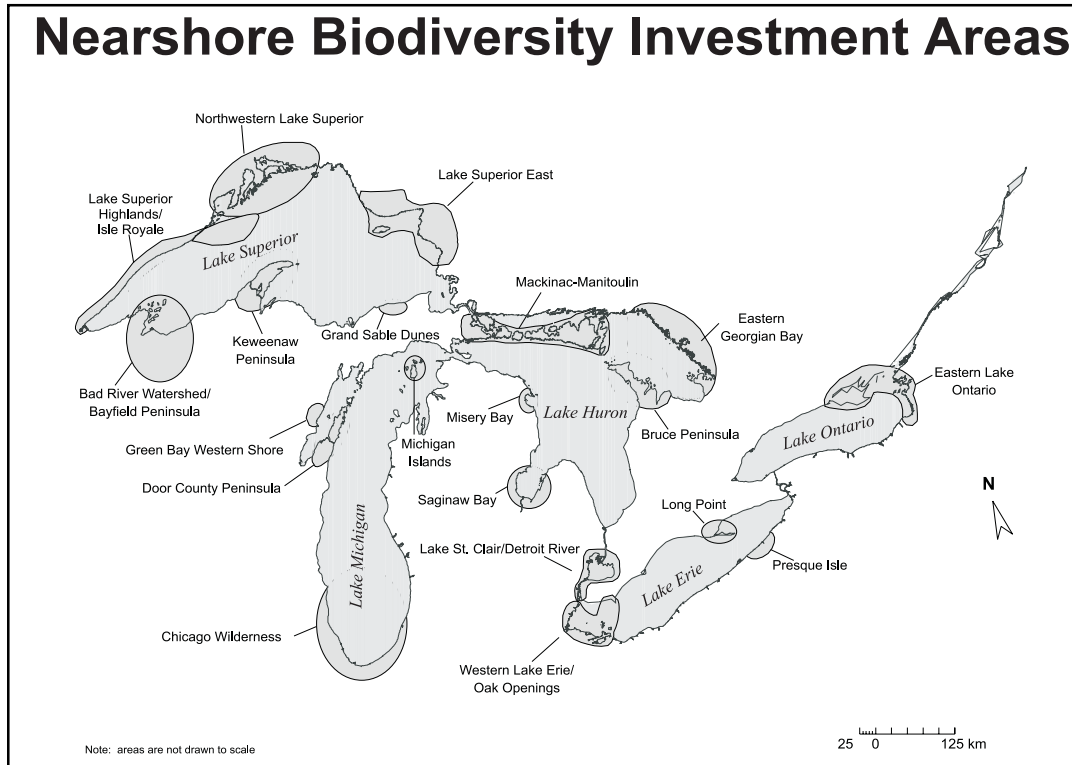 Nearshore Biodiversity Investment Areas
Northwestern Lake Superior
Lake Superior East
Lake Superior
Highlands/
Isle Royale
Lake Superior
Mackinac-Manitoulin
Eastern
Georgian Bay
Grand Sable Dunes
Keweenaw
Peninsula
Bad River Watershed/
Bayfield Peninsula
Eastern Lake
Ontario
Misery Bay
Lake Huron
Bruce Peninsula
Lake Ontario
Green Bay Western Shore
Michigan
Islands
Door County Peninsula
Saginaw Bay
N
Long Point
Lake St. Clair/Detroit River
Presque Isle
Lake Michigan
Lake Erie
Chicago Wilderness
Western Lake Erie/
Oak Openings
Note: areas are not drawn to scale
25 0 125 km